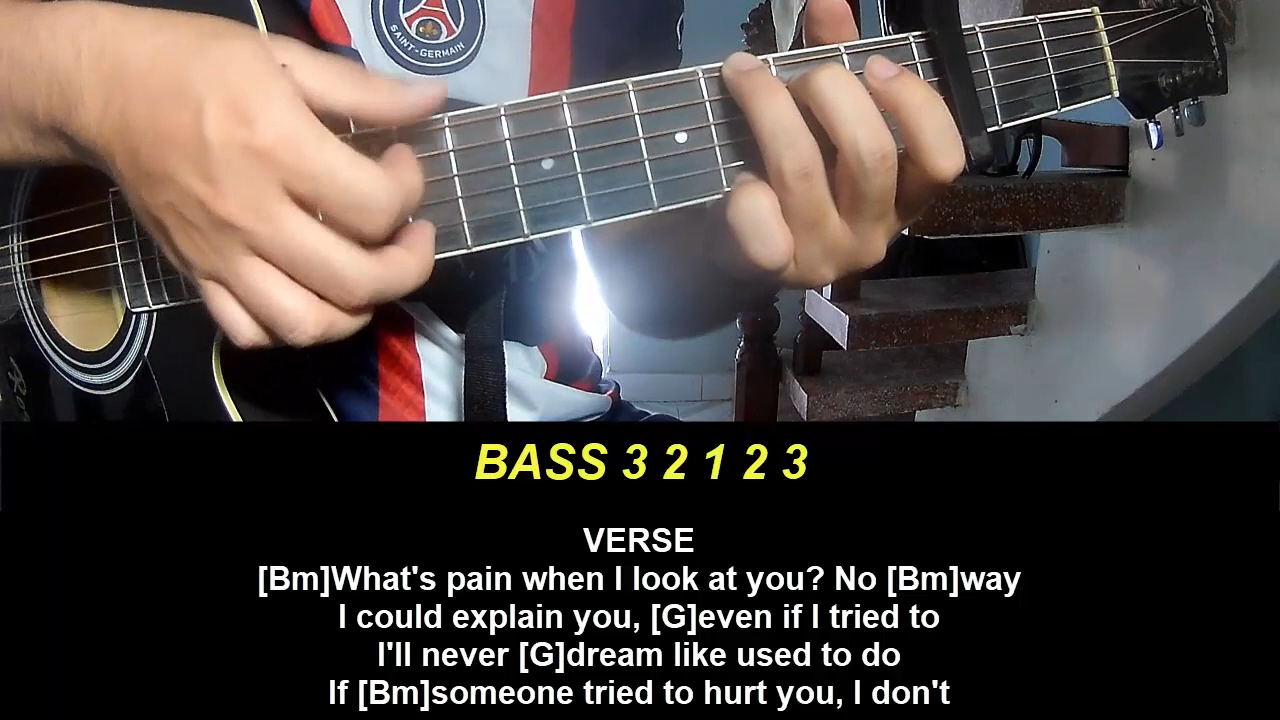 SAINT-GERMAIN
BASS 3 2 1 2 3
VERSE
[Bm]What's pain when I look at you? No [Bm]way
I could explain you, [G]even if I tried to
I'll never [G]dream like used to do
If [Bm]someone tried to hurt you, I don't